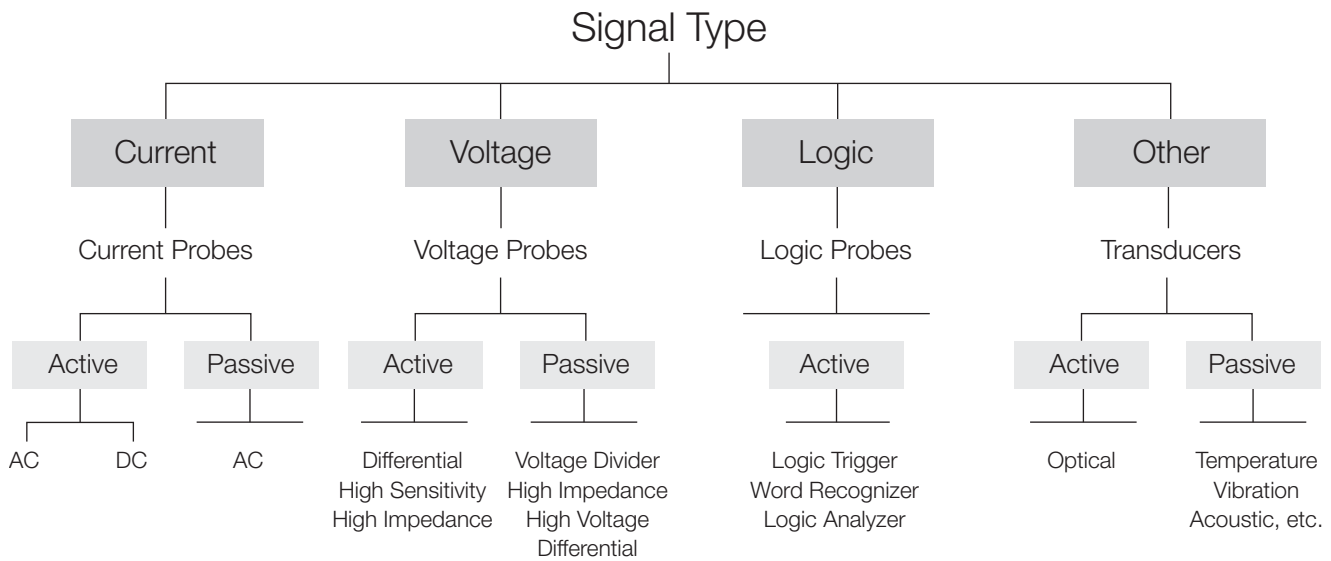 Signal Type
Current
Voltage
Logic
Other
Current Probes
Voltage Probes
Logic Probes
Transducers
Active
Passive
Active
Passive
Active
Active
Passive
AC
DC
AC
Differential
High Sensitivity
High Impedance
Voltage Divider
High Impedance
High Voltage
Differential
Logic Trigger
Word Recognizer
Logic Analyzer
Optical
Temperature
Vibration
Acoustic, etc.